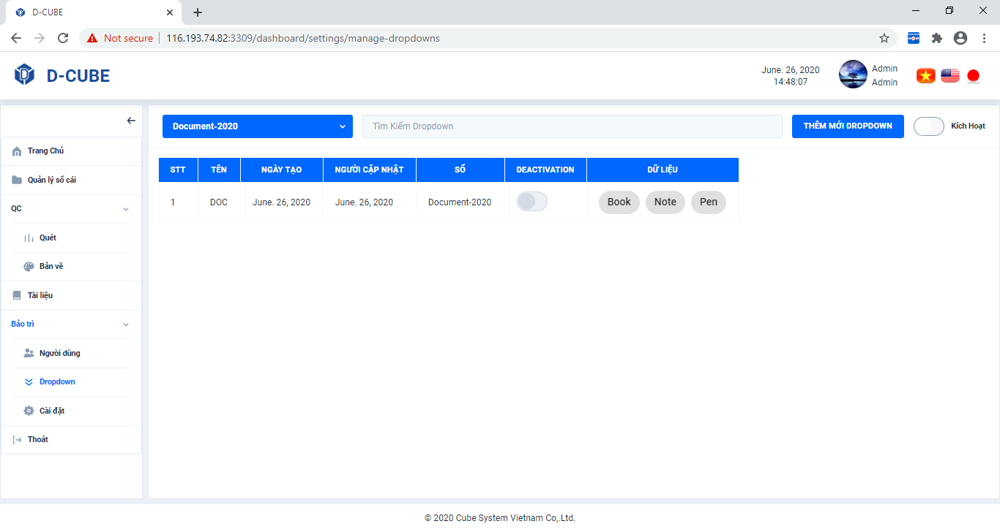 D-CUBE
Not secure
116.193.74.82:3309/dashboard/settings/manage-dropdowns
D-CUBE
June. 26, 2020
14:48:07
Admin
Admin
Trang Chủ
Quản lý sổ cái
QC
Quét
Bản vẽ
Tài liệu
Bảo trì
Người dùng
Dropdown
Cài đặt
Thoát
Document-2020
Tìm Kiếm Dropdown
THÊM MỚI DROPDOWN
Kích Hoạt
STT TÊN NGÀY TẠO NGƯỜI CẬP NHẬT SỔ DEACTIVATION DỮ LIỆU
1 DOC June. 26, 2020 June. 26, 2020 Document-2020 Book Note Pen
© 2020 Cube System Vietnam Co,.Ltd.